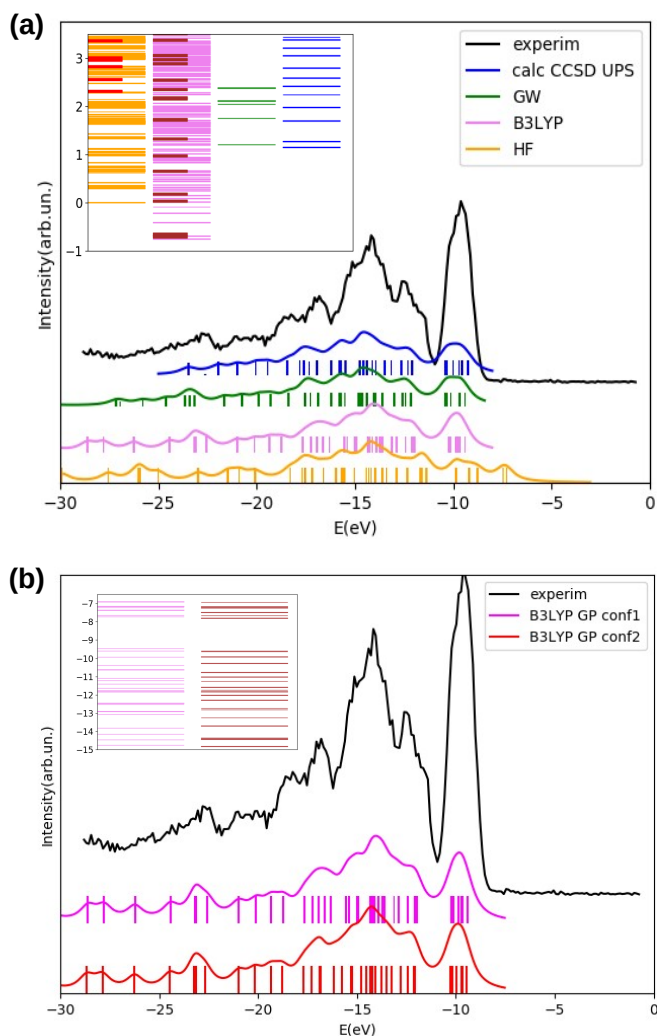 (a)
3
2
1
0
−1
experim
calc CCSD UPS
GW
B3LYP
HF
Intensity(arb.un.)
−30 −25 −20 −15 −10 −5 0
E(eV)
(b)
−7
−8
−9
−10
−11
−12
−13
−14
−15
experim
B3LYP GP conf1
B3LYP GP conf2
Intensity(arb.un.)
−30 −25 −20 −15 −10 −5 0
E(eV)